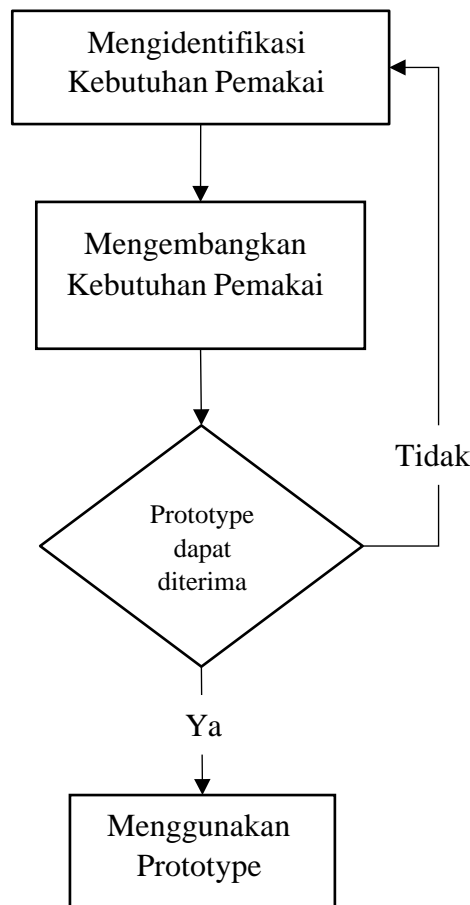 Mengidentifikasi
Kebutuhan Pemakai
Mengembangkan
Kebutuhan Pemakai
Tidak
Prototype
dapat
diterima
Ya
Menggunakan
Prototype